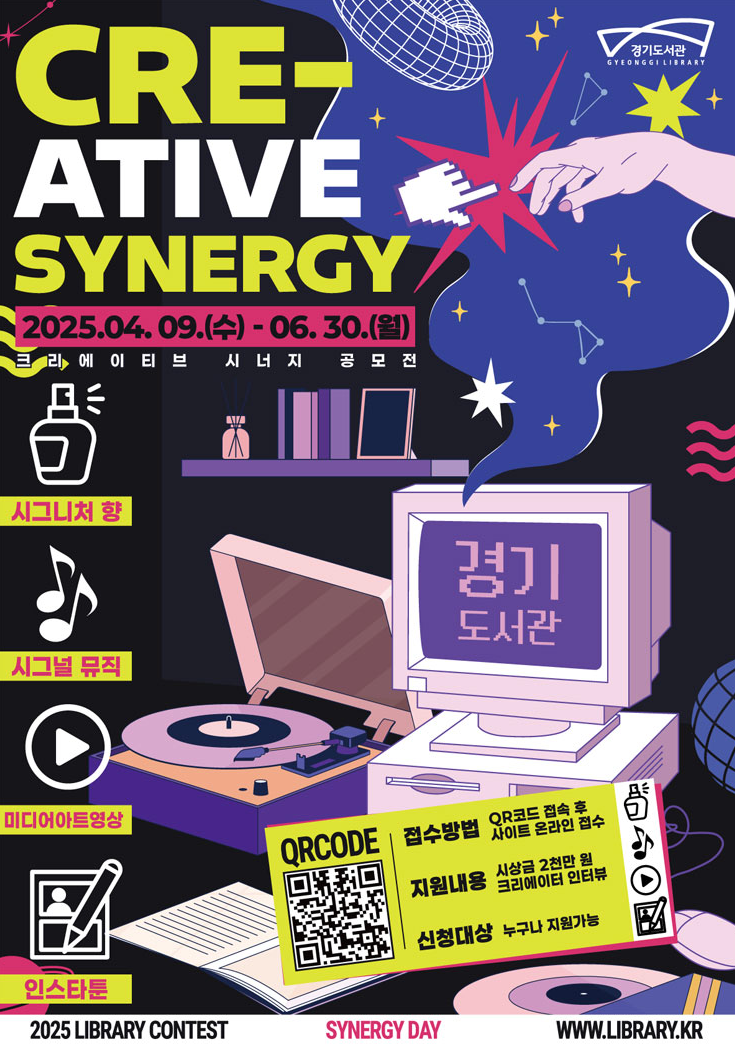 경기도서관
GYEONGGI LIBRARY
CRE-
ATIVE
SYNERGY
2025.04. 09.(수) - 06. 30.(월)
크리에이티브 시너지 공모전
시그니처 향
시그널 뮤직
미디어아트영상
인스타툰
경기
도서관
QRCODE
접수방법
QR코드 접속 후
사이트 온라인 접수
지원내용
시상금 2천만 원
크리에이터 인터뷰
신청대상
누구나 지원가능
2025 LIBRARY CONTEST
SYNERGY DAY
WWW.LIBRARY.KR